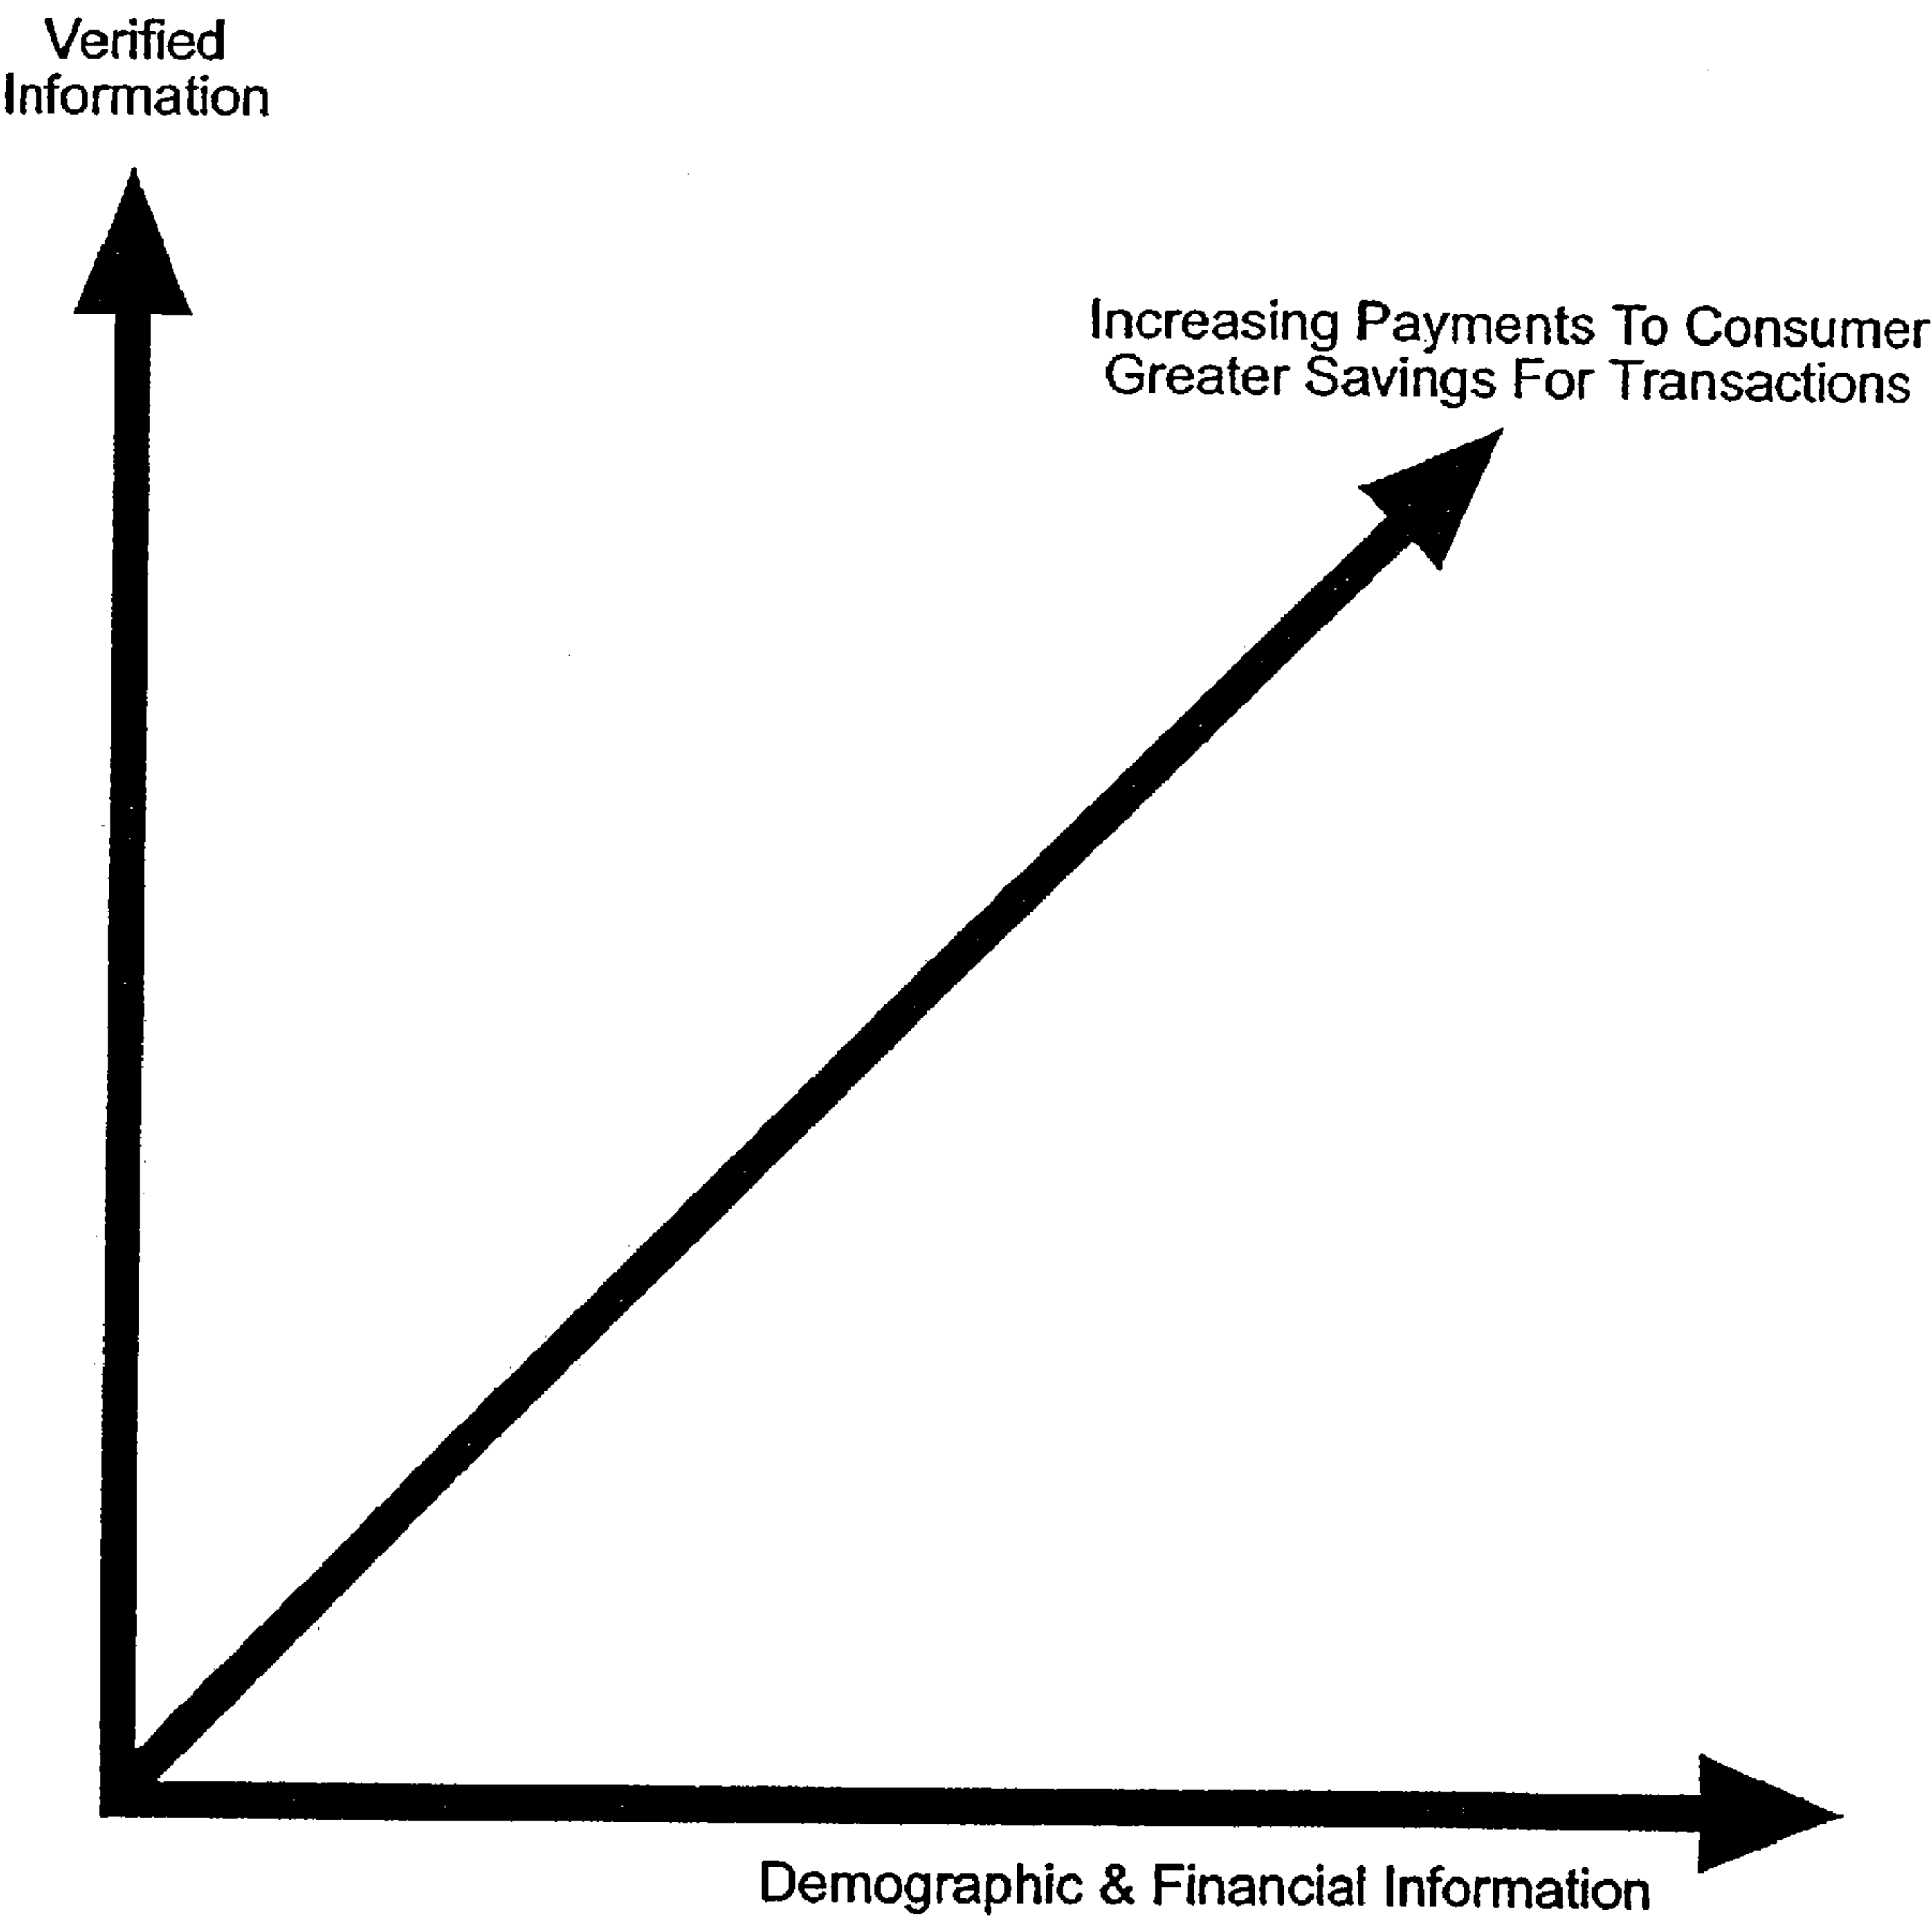 Verified
Information
Increasing Payments To Consumer
Greater Savings For Transactions
Demographic & Financial Information